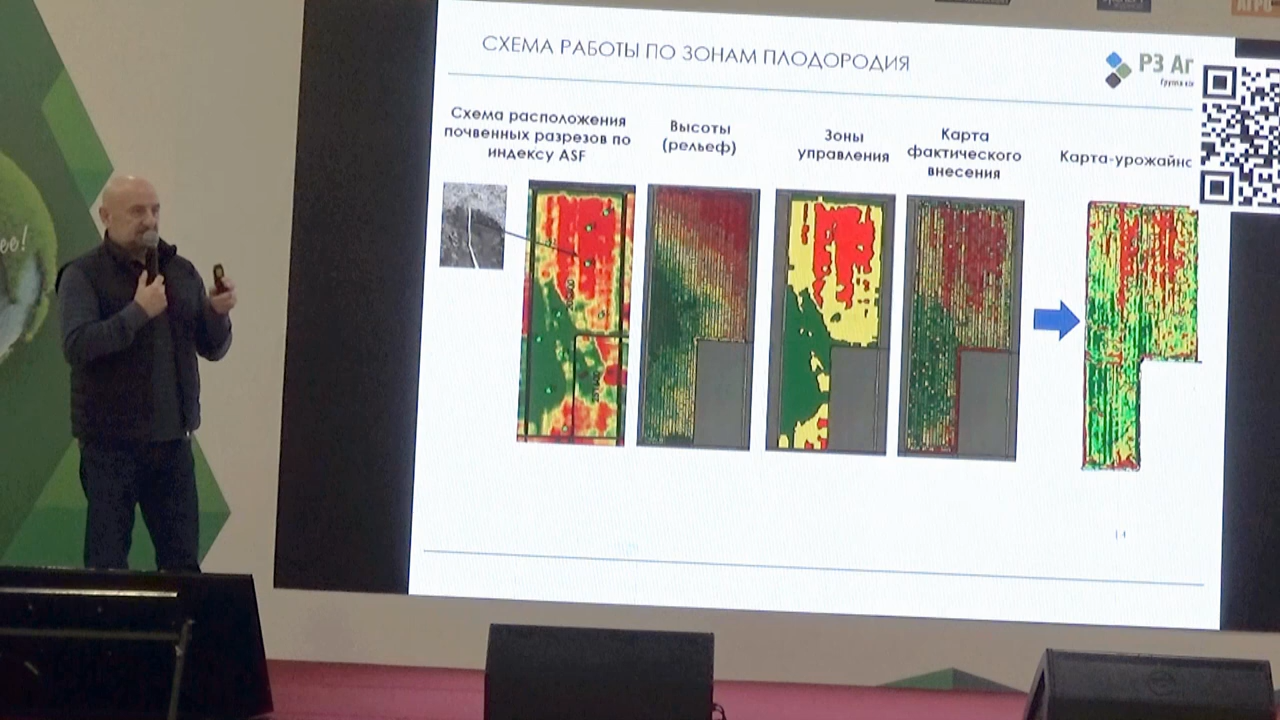 СХЕМА РАБОТЫ ПО ЗОНАМ ПЛОДОРОДИЯ
РЗ Аг
Схема расположения
почвенных разрезов по
индексу ASF
Высоты
(рельеф)
Зоны
управления
Карта
фактического
внесения
Карта-урожайнс
ее!